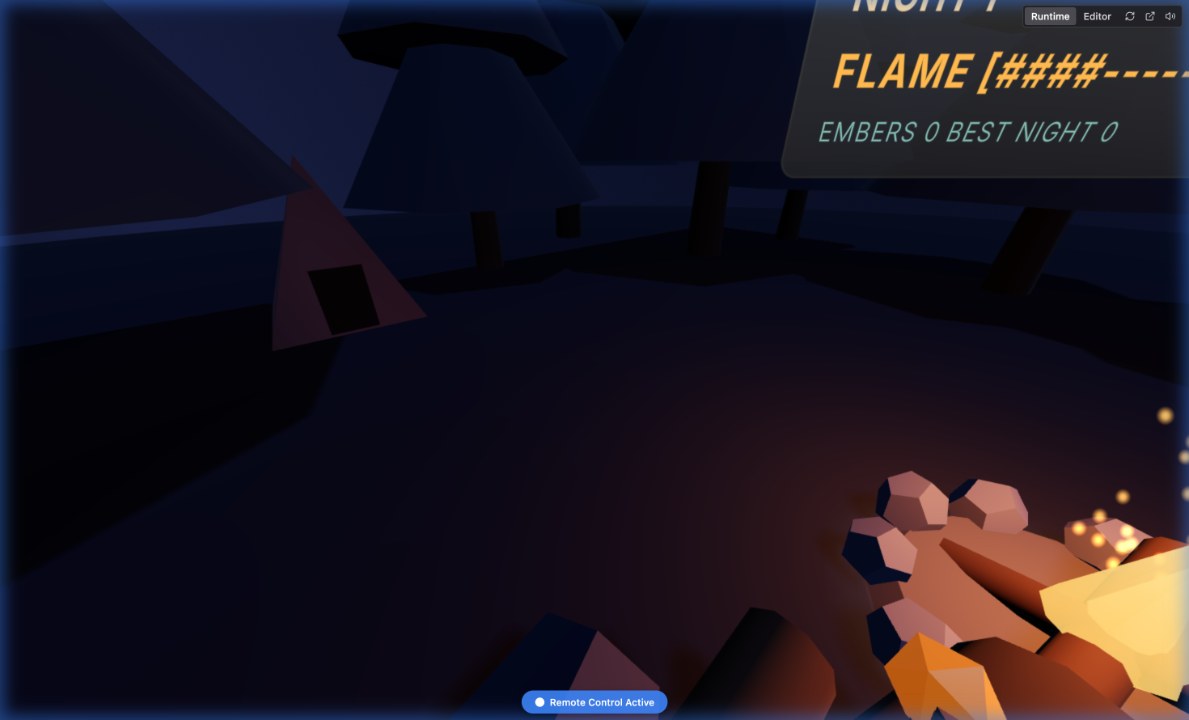 Runtime Editor
FLAME [####-----
EMBERS 0 BEST NIGHT 0
Remote Control Active